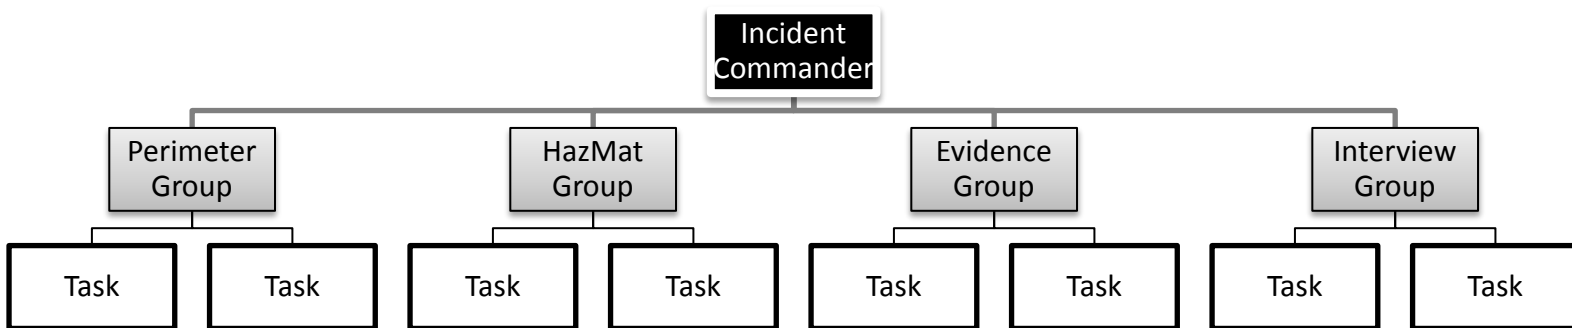 Incident
Commander
Perimeter
Group
HazMat
Group
Evidence
Group
Interview
Group
Task
Task
Task
Task
Task
Task
Task
Task